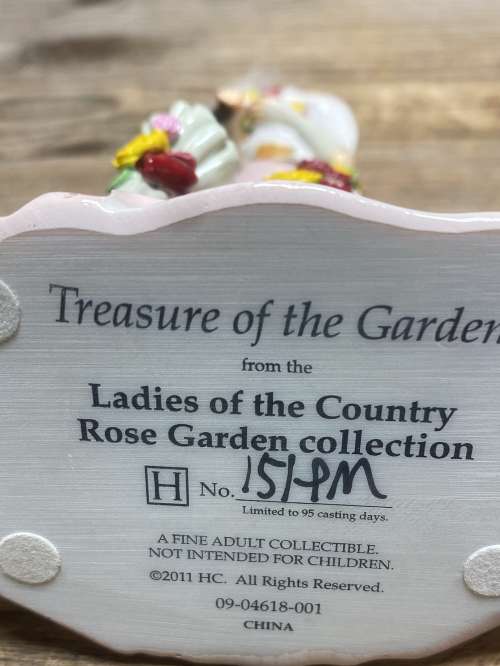 Treasure of the Garden
from the
Ladies of the Country
Rose Garden collection
H No. 151PM
Limited to 95 casting days.
A FINE ADULT COLLECTIBLE.
NOT INTENDED FOR CHILDREN.
©2011 HC. All Rights Reserved.
09-04618-001
CHINA